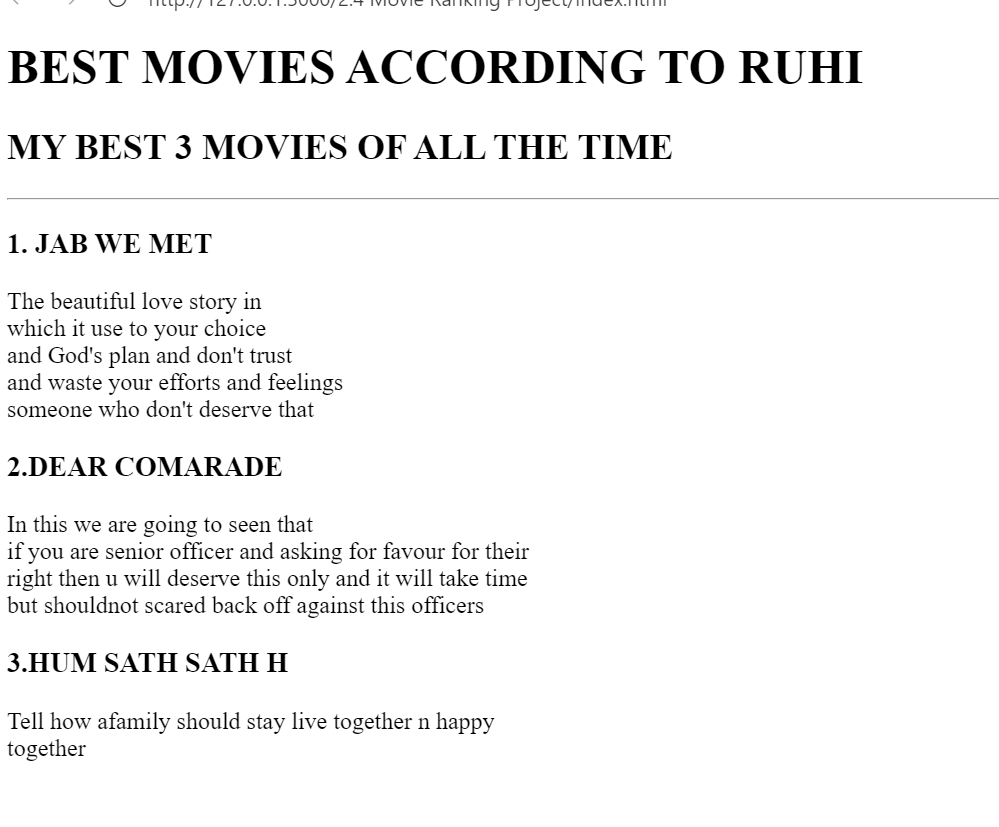 http://127.0.0.1:3000/2.4 Movie Ranking Project/index.html
BEST MOVIES ACCORDING TO RUHI
MY BEST 3 MOVIES OF ALL THE TIME
1. JAB WE MET
The beautiful love story in
which it use to your choice
and God's plan and don't trust
and waste your efforts and feelings
someone who don't deserve that
2.DEAR COMARADE
In this we are going to seen that
if you are senior officer and asking for favour for their
right then u will deserve this only and it will take time
but shouldnot scared back off against this officers
3.HUM SATH SATH H
Tell how afamily should stay live together n happy
together